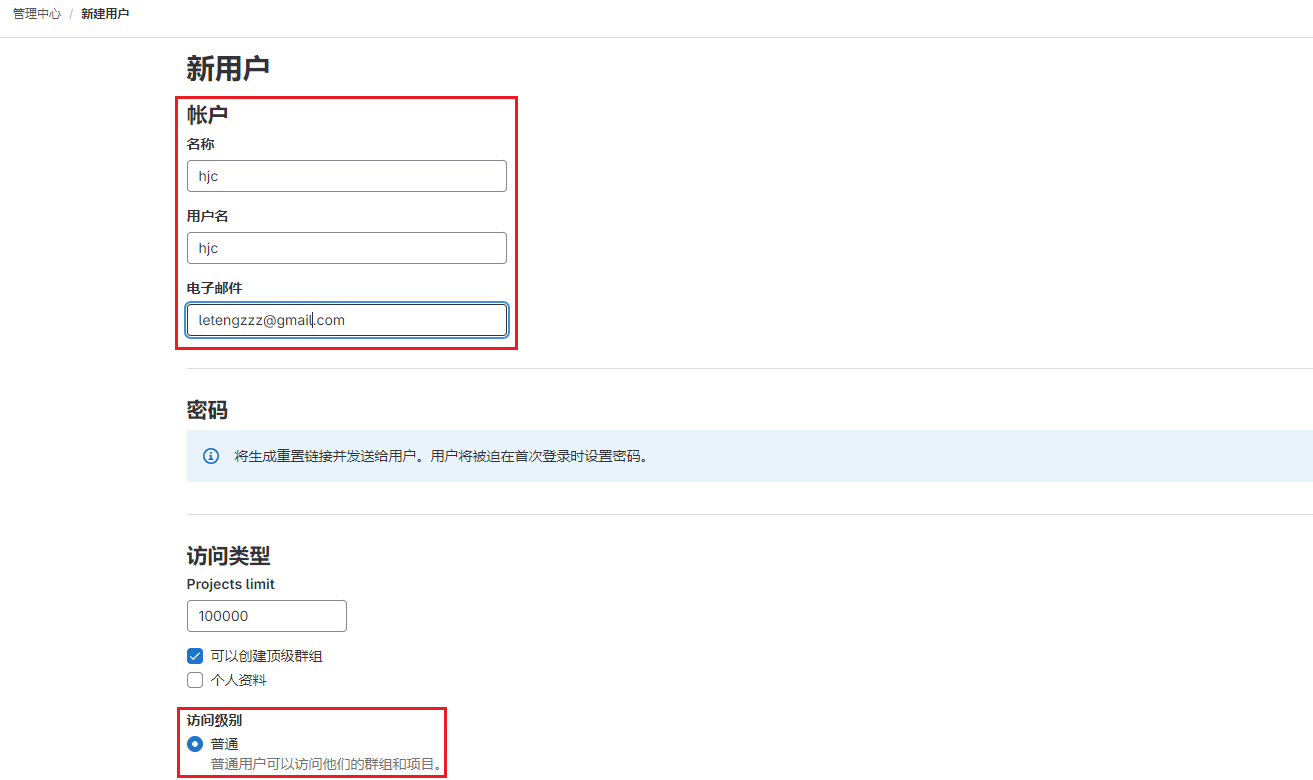 管理中心 / 新建用户
新用户
帐户
名称
hjc
用户名
hjc
电子邮件
letengzzz@gmail.com
密码
将生成重置链接并发送给用户。用户将被迫在首次登录时设置密码。
访问类型
Projects limit
100000
可以创建顶级群组
个人资料
访问级别
普通
普通用户可以访问他们的群组和项目。